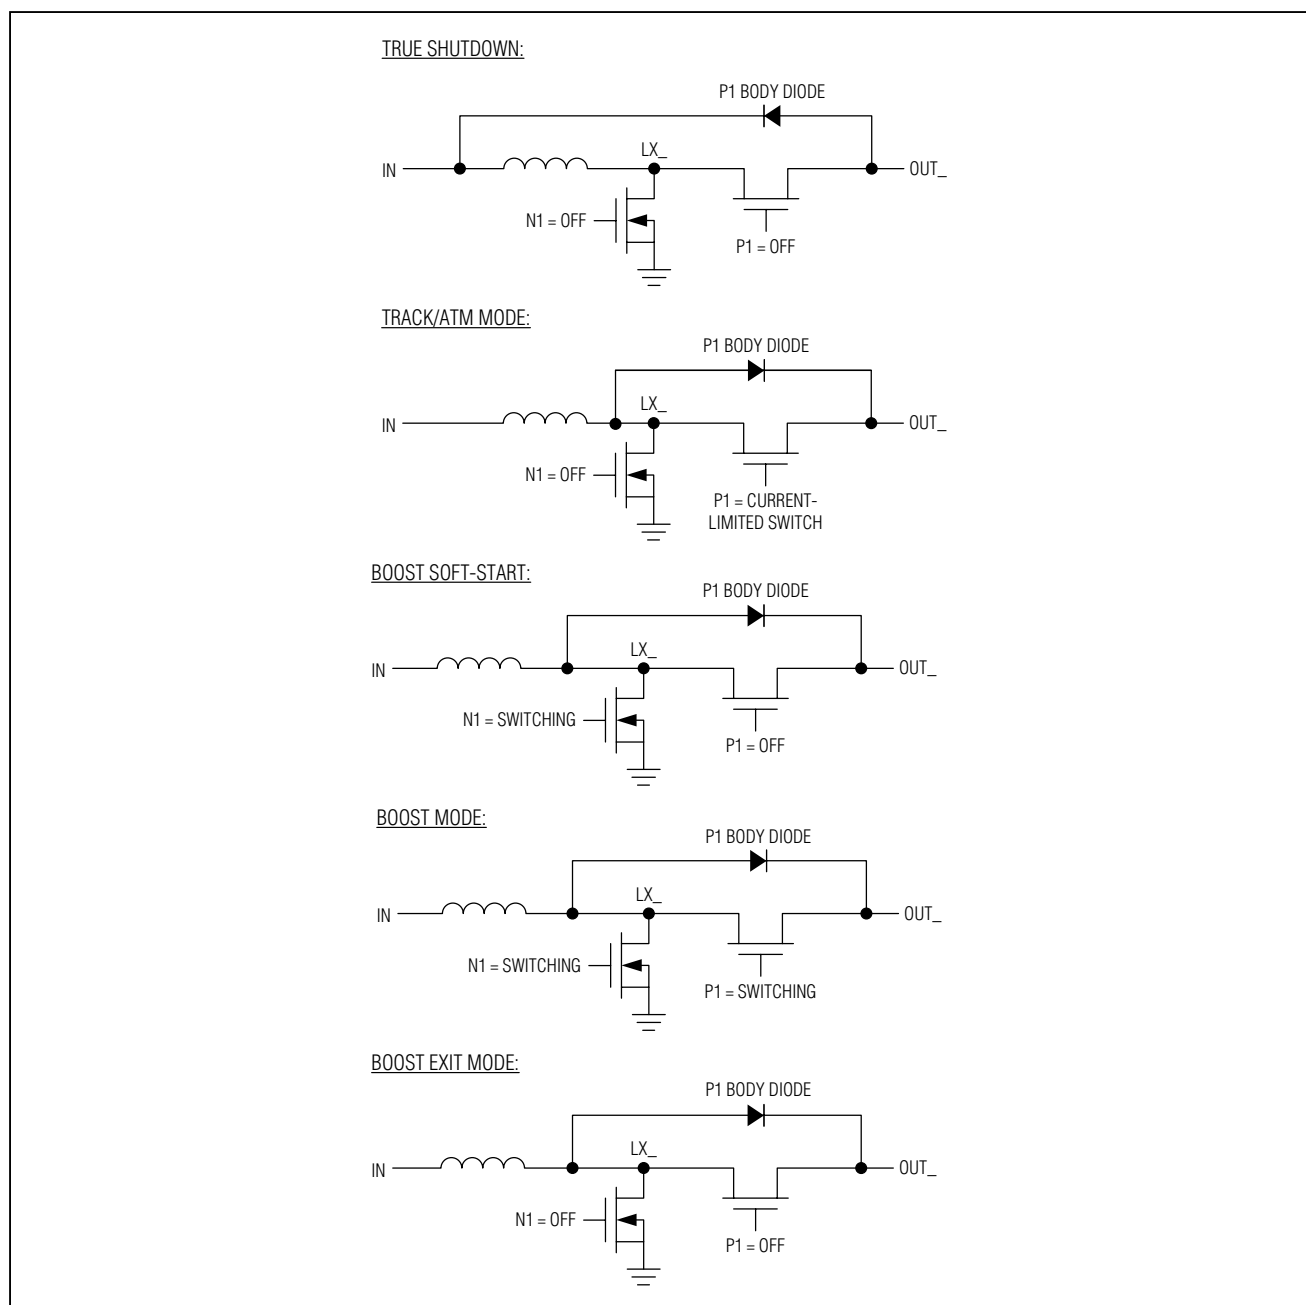 TRUE SHUTDOWN:
P1 BODY DIODE
LX_
IN
OUT_
N1 = OFF
P1 = OFF
TRACK/ATM MODE:
P1 BODY DIODE
LX_
IN
OUT_
N1 = OFF
P1 = CURRENT-
LIMITED SWITCH
BOOST SOFT-START:
P1 BODY DIODE
LX_
IN
OUT_
N1 = SWITCHING
P1 = OFF
BOOST MODE:
P1 BODY DIODE
LX_
IN
OUT_
N1 = SWITCHING
P1 = SWITCHING
BOOST EXIT MODE:
P1 BODY DIODE
LX_
IN
OUT_
N1 = OFF
P1 = OFF